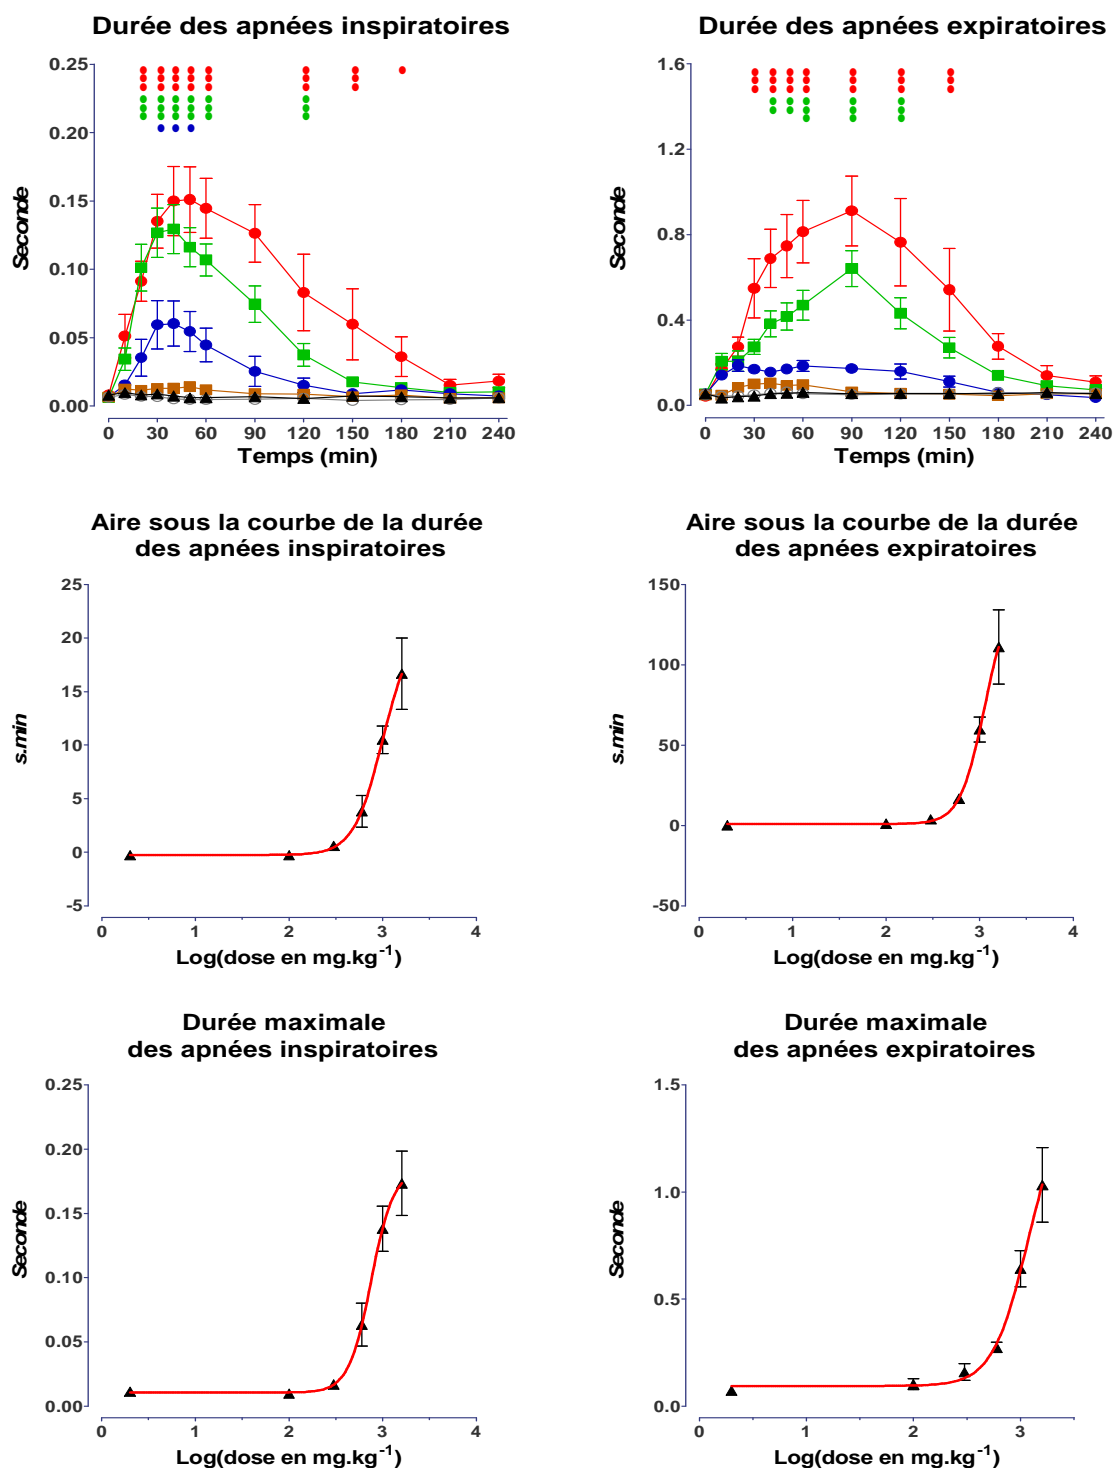 Durée des apnées inspiratoires
0.25
0.20
0.15
0.10
0.05
0.00
Seconde
0 30 60 90 120 150 180 210 240
Temps (min)
Durée des apnées expiratoires
1.6
1.2
0.8
0.4
0.0
Seconde
0 30 60 90 120 150 180 210 240
Temps (min)
Aire sous la courbe de la durée
des apnées inspiratoires
25
20
15
10
5
0
-5
s.min
0 1 2 3 4
Log(dose en mg.kg⁻¹)
Aire sous la courbe de la durée
des apnées expiratoires
150
100
50
0
-50
s.min
0 1 2 3 4
Log(dose en mg.kg⁻¹)
Durée maximale
des apnées inspiratoires
0.25
0.20
0.15
0.10
0.05
0.00
Seconde
0 1 2 3 4
Log(dose en mg.kg⁻¹)
Durée maximale
des apnées expiratoires
1.5
1.0
0.5
0.0
Seconde
0 1 2 3
Log(dose en mg.kg⁻¹)